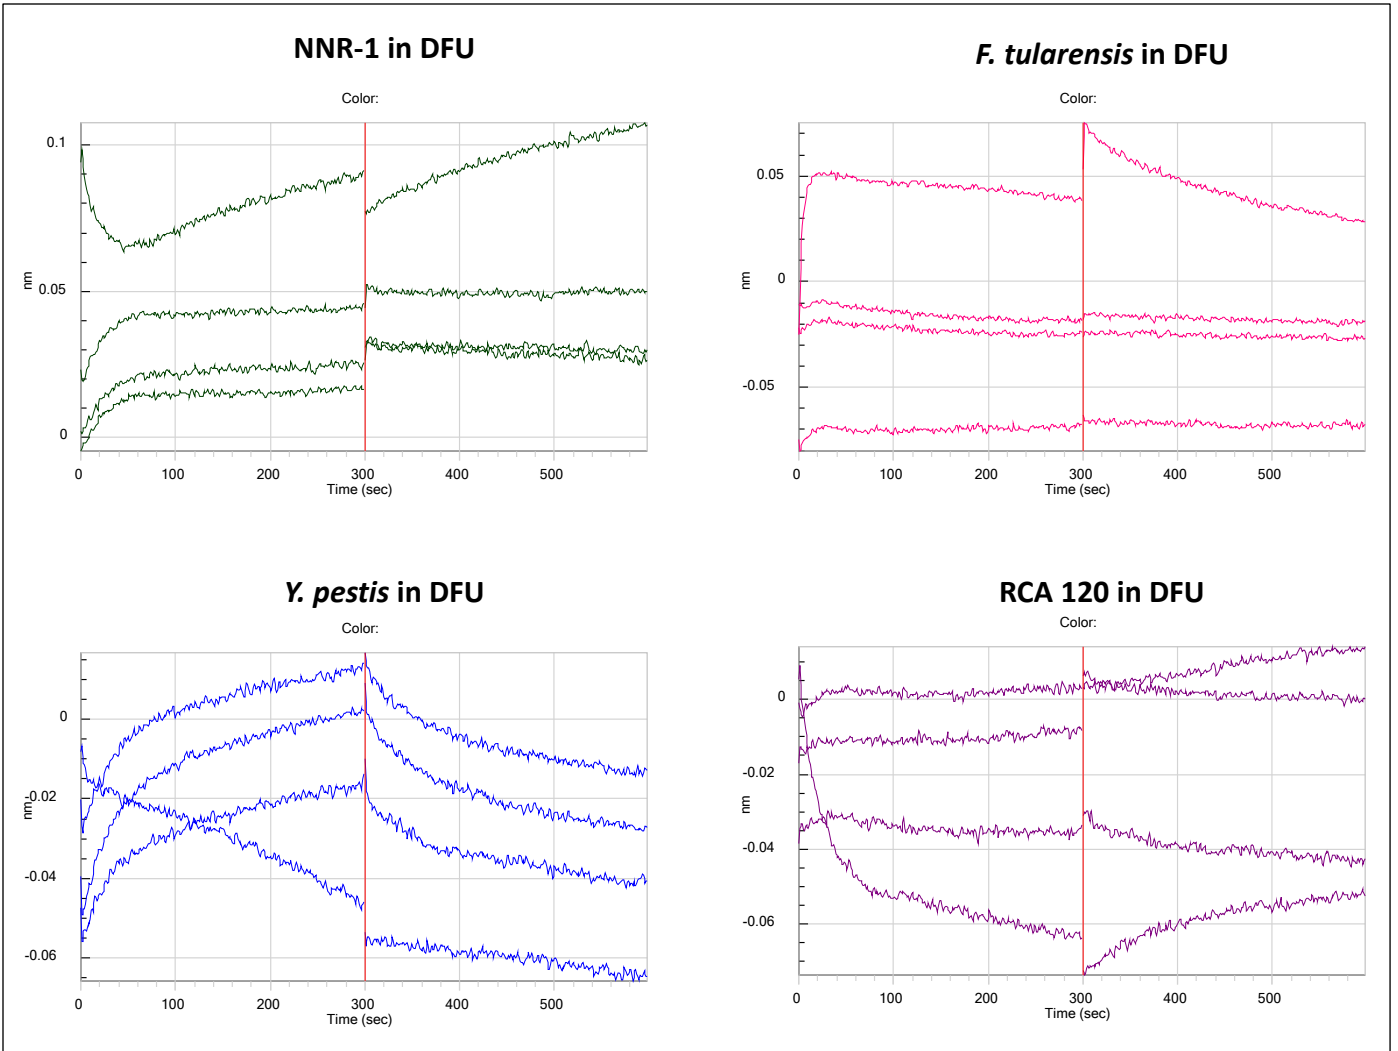 NNR-1 in DFU
Color:
0.1
0.05
0
nm
0 100 200 300 400 500
Time (sec)
F. tularensis in DFU
Color:
0.05
0
-0.05
nm
0 100 200 300 400 500
Time (sec)
Y. pestis in DFU
Color:
0
-0.02
-0.04
-0.06
nm
0 100 200 300 400 500
Time (sec)
RCA 120 in DFU
Color:
0
-0.02
-0.04
-0.06
nm
0 100 200 300 400 500
Time (sec)